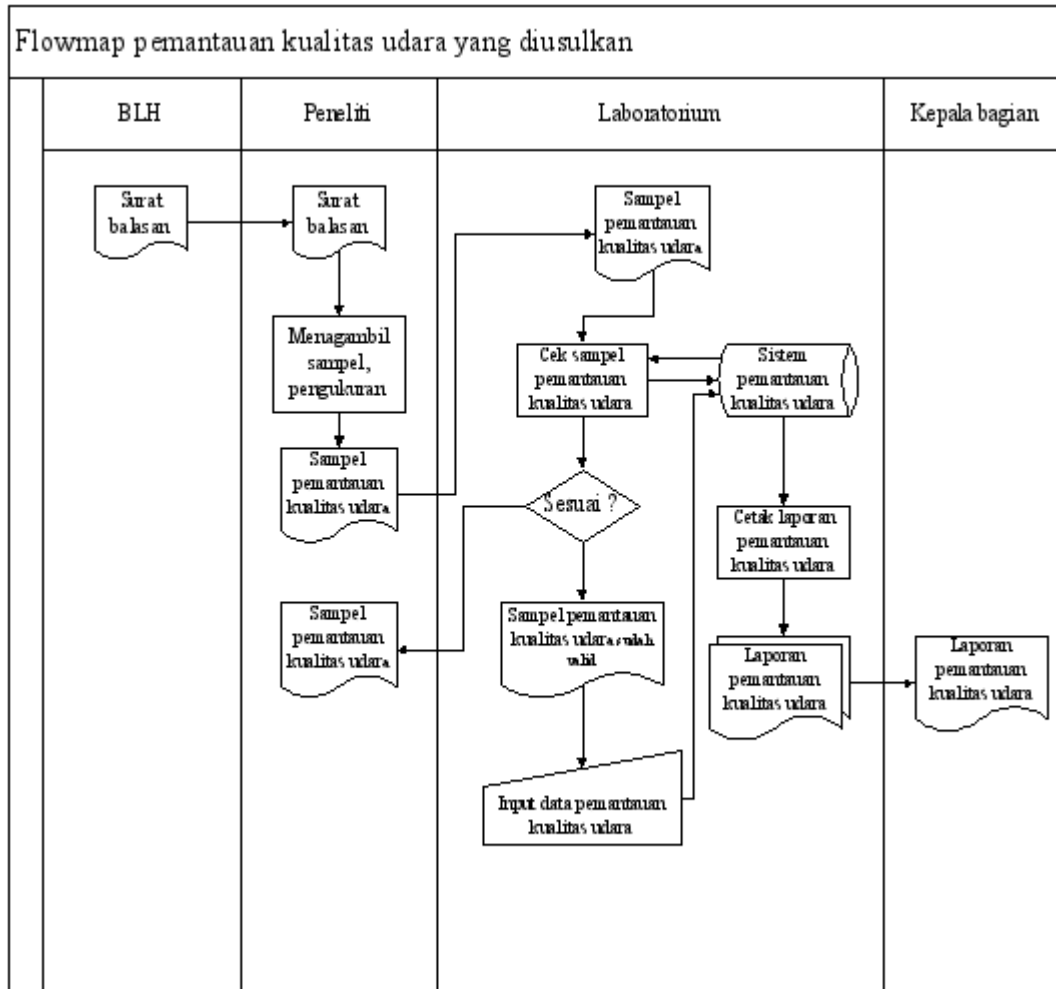 Flowmap pemantauan kualitas udara yang diusulkan
BLH
Peneliti
Laboratorium
Kepala bagian
Surat
balasan
Surat
balasan
Sampel
pemantauan
kualitas udara
Menagambil
sampel,
pengukuran
Cek sampel
pemantauan
kualitas udara
Sistem
pemantauan
kualitas udara
Sampel
pemantauan
kualitas udara
Sesuai ?
Cetak laporan
pemantauan
kualitas udara
Sampel
pemantauan
kualitas udara
Sampel pemantauan
kualitas udara sudah
valid
Laporan
pemantauan
kualitas udara
Laporan
pemantauan
kualitas udara
Input data pemantauan
kualitas udara